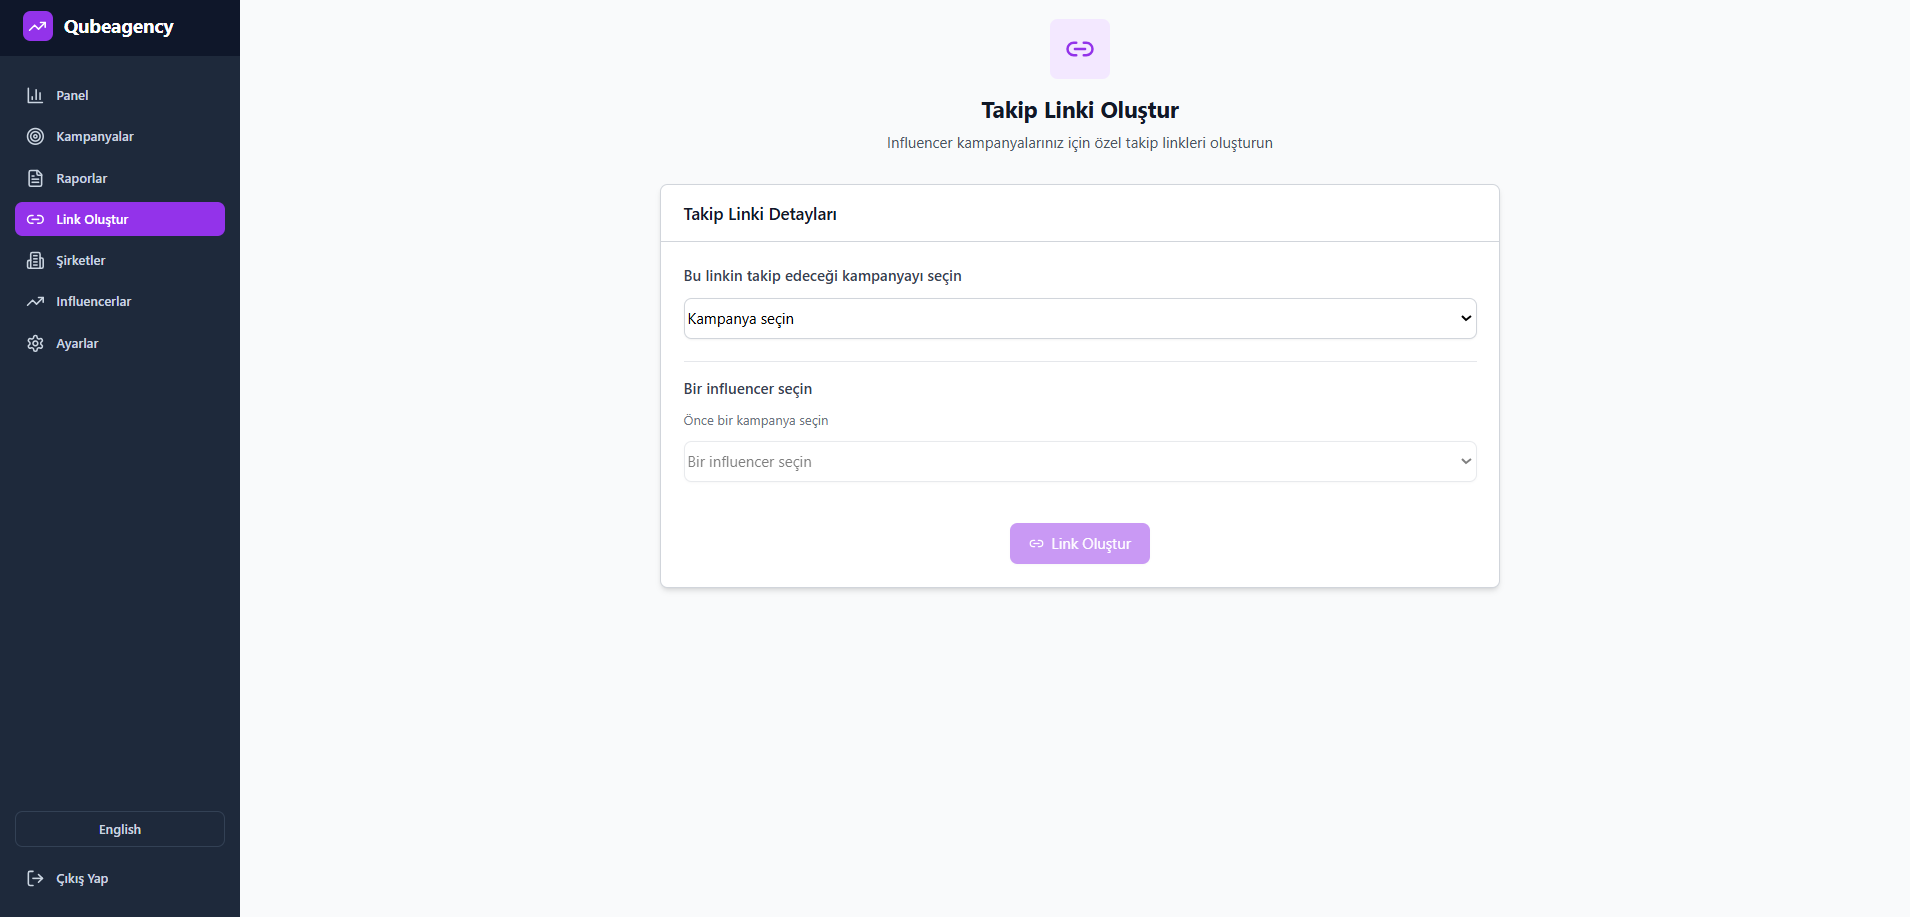 Qubeagency
Panel
Kampanyalar
Raporlar
Link Oluştur
Şirketler
Influencerlar
Ayarlar
English
Çıkış Yap
Takip Linki Oluştur
Influencer kampanyalarınız için özel takip linkleri oluşturun
Takip Linki Detayları
Bu linkin takip edeceği kampanyayı seçin
Kampanya seçin
Bir influencer seçin
Önce bir kampanya seçin
Bir influencer seçin
Link Oluştur